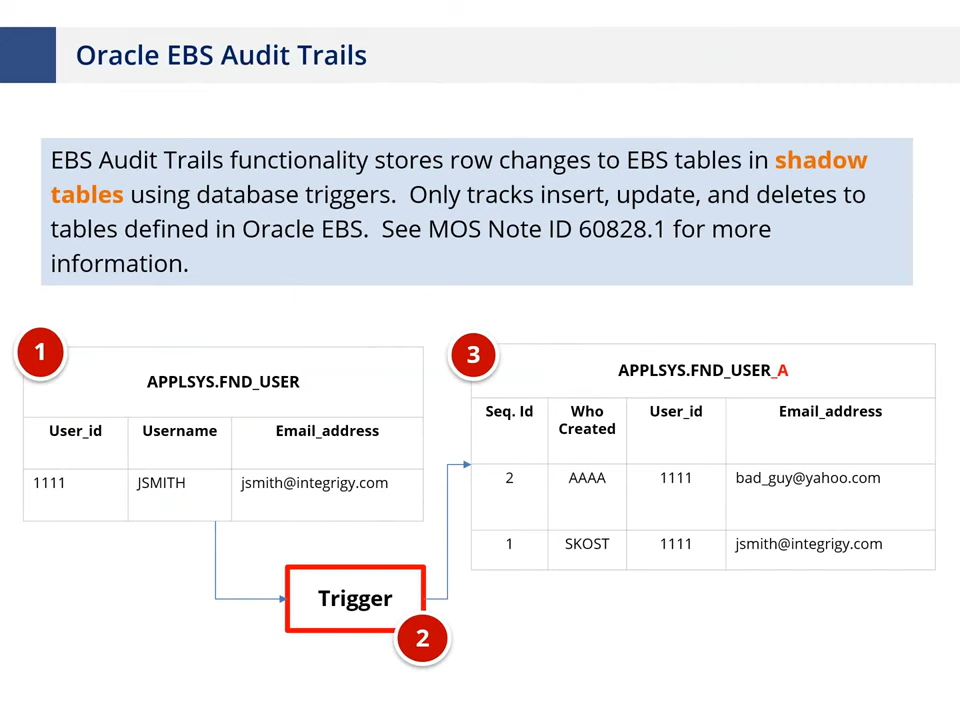 Oracle EBS Audit Trails
EBS Audit Trails functionality stores row changes to EBS tables in shadow
tables using database triggers.  Only tracks insert, update, and deletes to
tables defined in Oracle EBS.  See MOS Note ID 60828.1 for more
information.
1
APPLSYS.FND_USER
User_id Username Email_address
1111 JSMITH jsmith@integrigy.com
Trigger
2
3
APPLSYS.FND_USER_A
Seq. Id Who Created User_id Email_address
2 AAAA 1111 bad_guy@yahoo.com
1 SKOST 1111 jsmith@integrigy.com